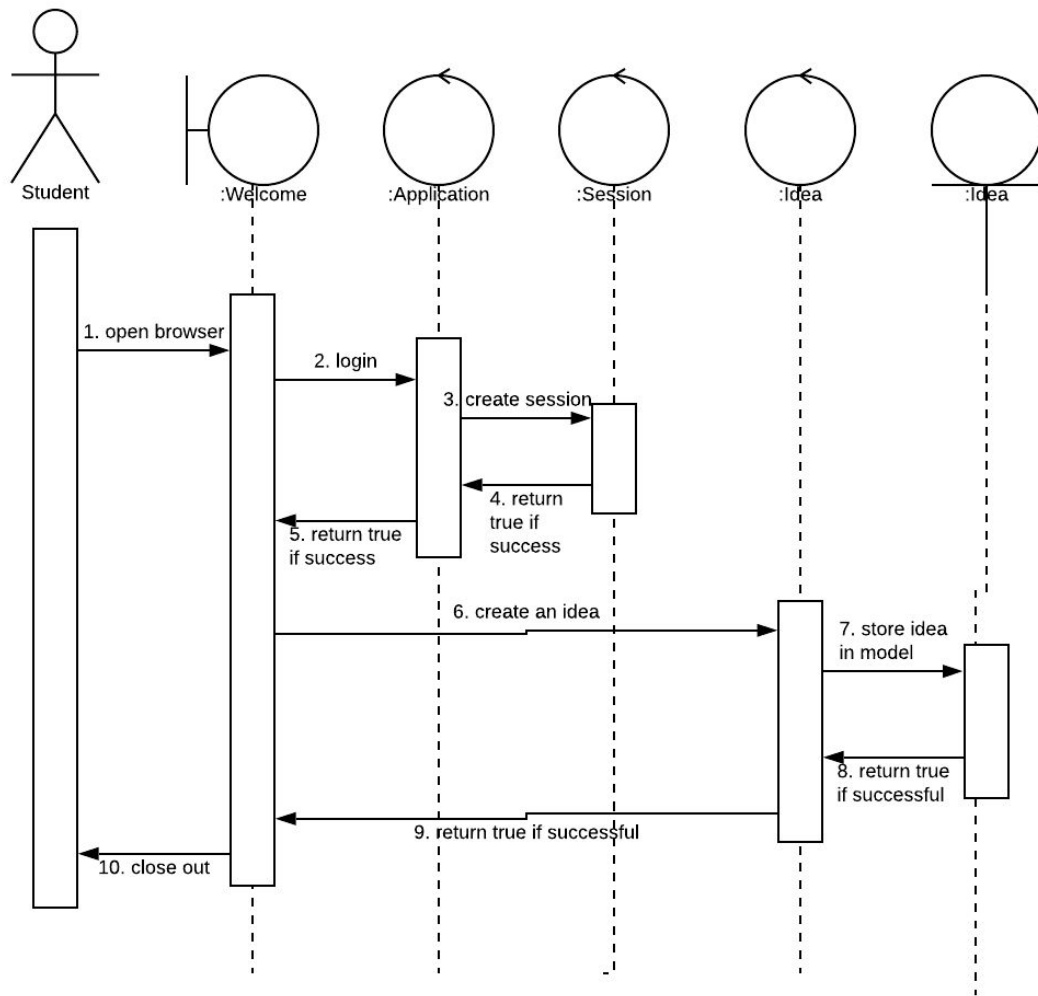 Student
:Welcome
:Application
:Session
:Idea
:Idea
1. open browser
2. login
3. create session
4. return
true if
success
5. return true
if success
6. create an idea
7. store idea
in model
8. return true
if successful
9. return true if successful
10. close out